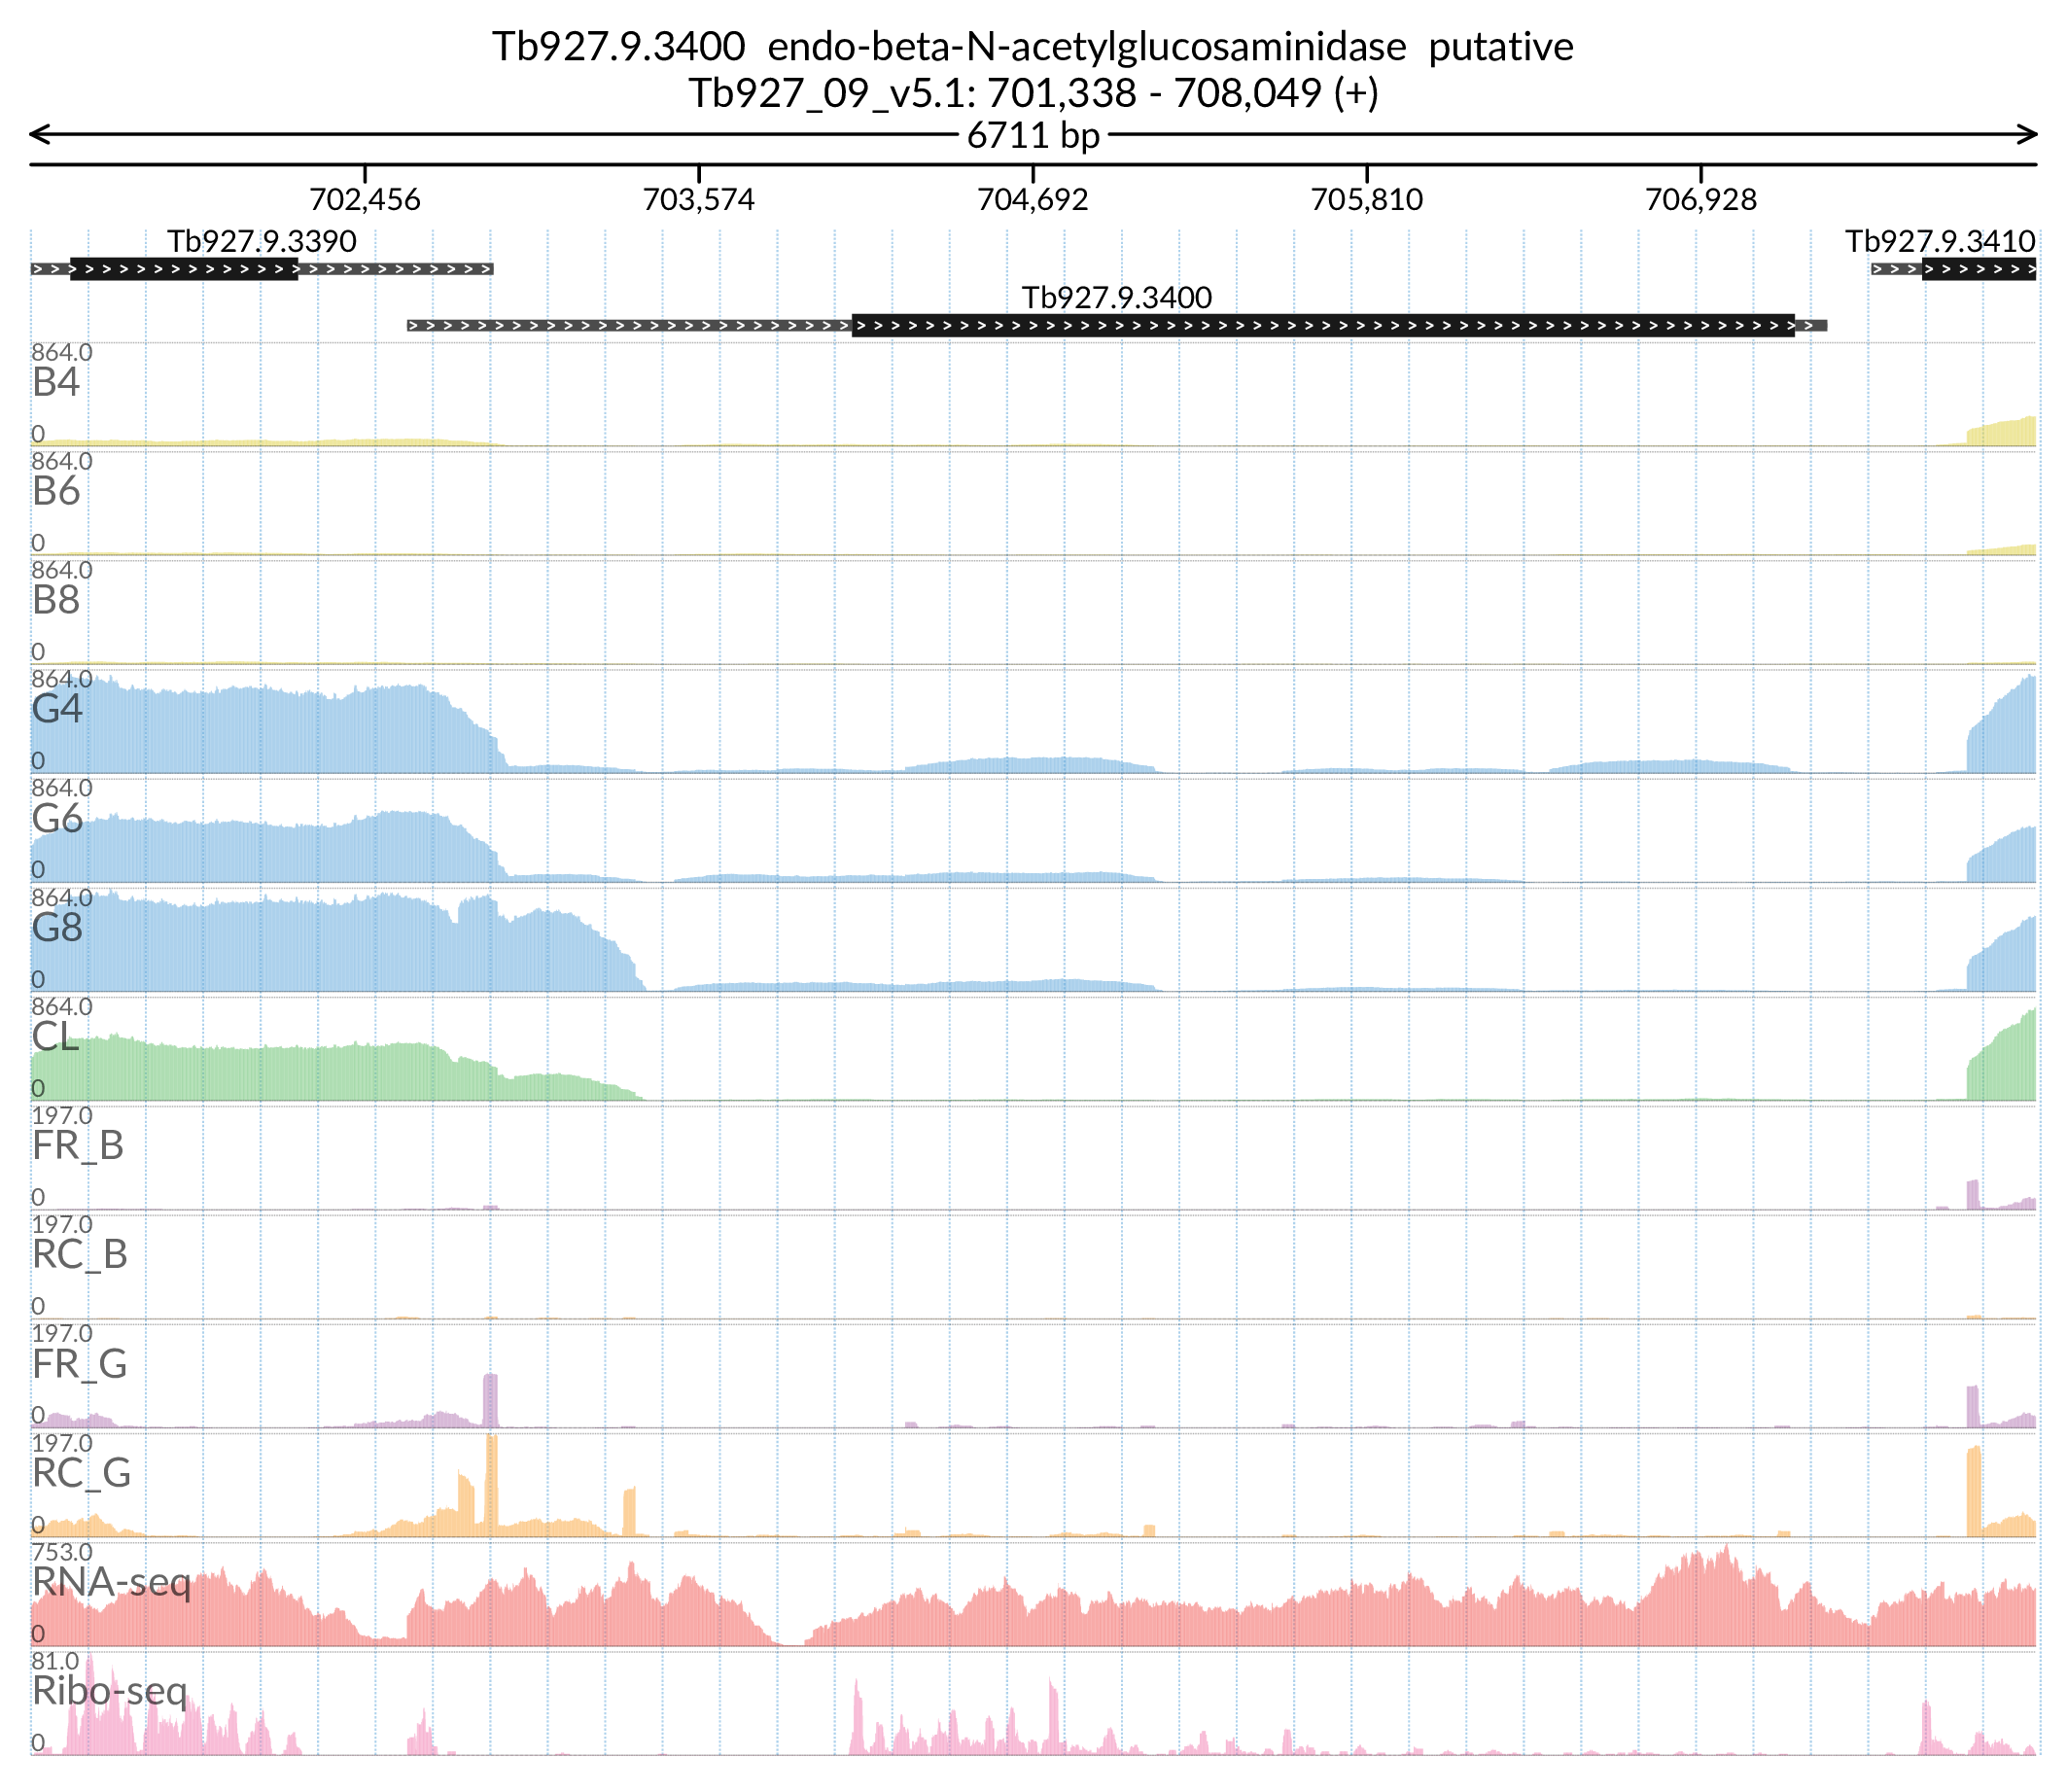 Tb927.9.3400 endo-beta-N-acetylglucosaminidase putative
Tb927_09_v5.1: 701,338 - 708,049 (+)
6711 bp
702,456 703,574 704,692 705,810 706,928
Tb927.9.3390 Tb927.9.3410
Tb927.9.3400
864.0
B4
0
864.0
B6
0
864.0
B8
0
864.0
G4
0
864.0
G6
0
864.0
G8
0
864.0
CL
0
197.0
FR_B
0
197.0
RC_B
0
197.0
FR_G
0
197.0
RC_G
0
753.0
RNA-seq
0
81.0
Ribo-seq
0